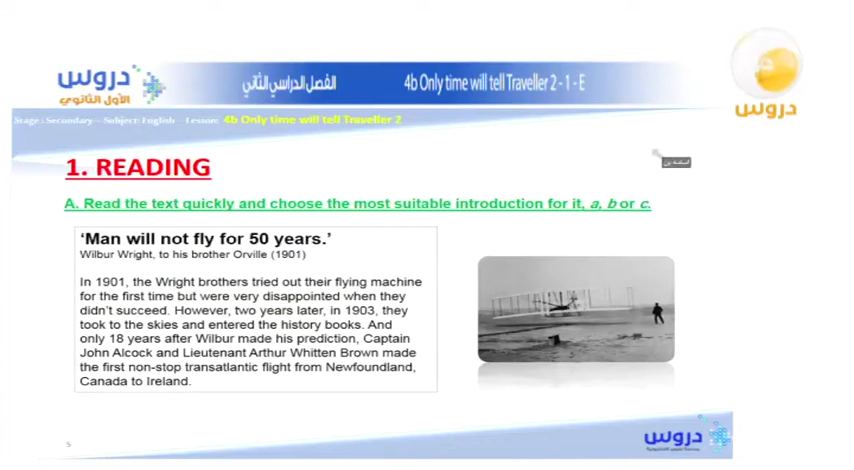 دروس
الأول الثانوي
الفصل الدراسي الثاني
4b Only time will tell Traveller 2 - 1 - E
دروس
Stage : Secondary – Subject: English – Lesson: 4b Only time will tell Traveller 2
1. READING
A. Read the text quickly and choose the most suitable introduction for it, a, b or c.
‘Man will not fly for 50 years.’
Wilbur Wright, to his brother Orville (1901)
In 1901, the Wright brothers tried out their flying machine
for the first time but were very disappointed when they
didn’t succeed. However, two years later, in 1903, they
took to the skies and entered the history books. And
only 18 years after Wilbur made his prediction, Captain
John Alcock and Lieutenant Arthur Whitten Brown made
the first non-stop transatlantic flight from Newfoundland,
Canada to Ireland.
5
دروس